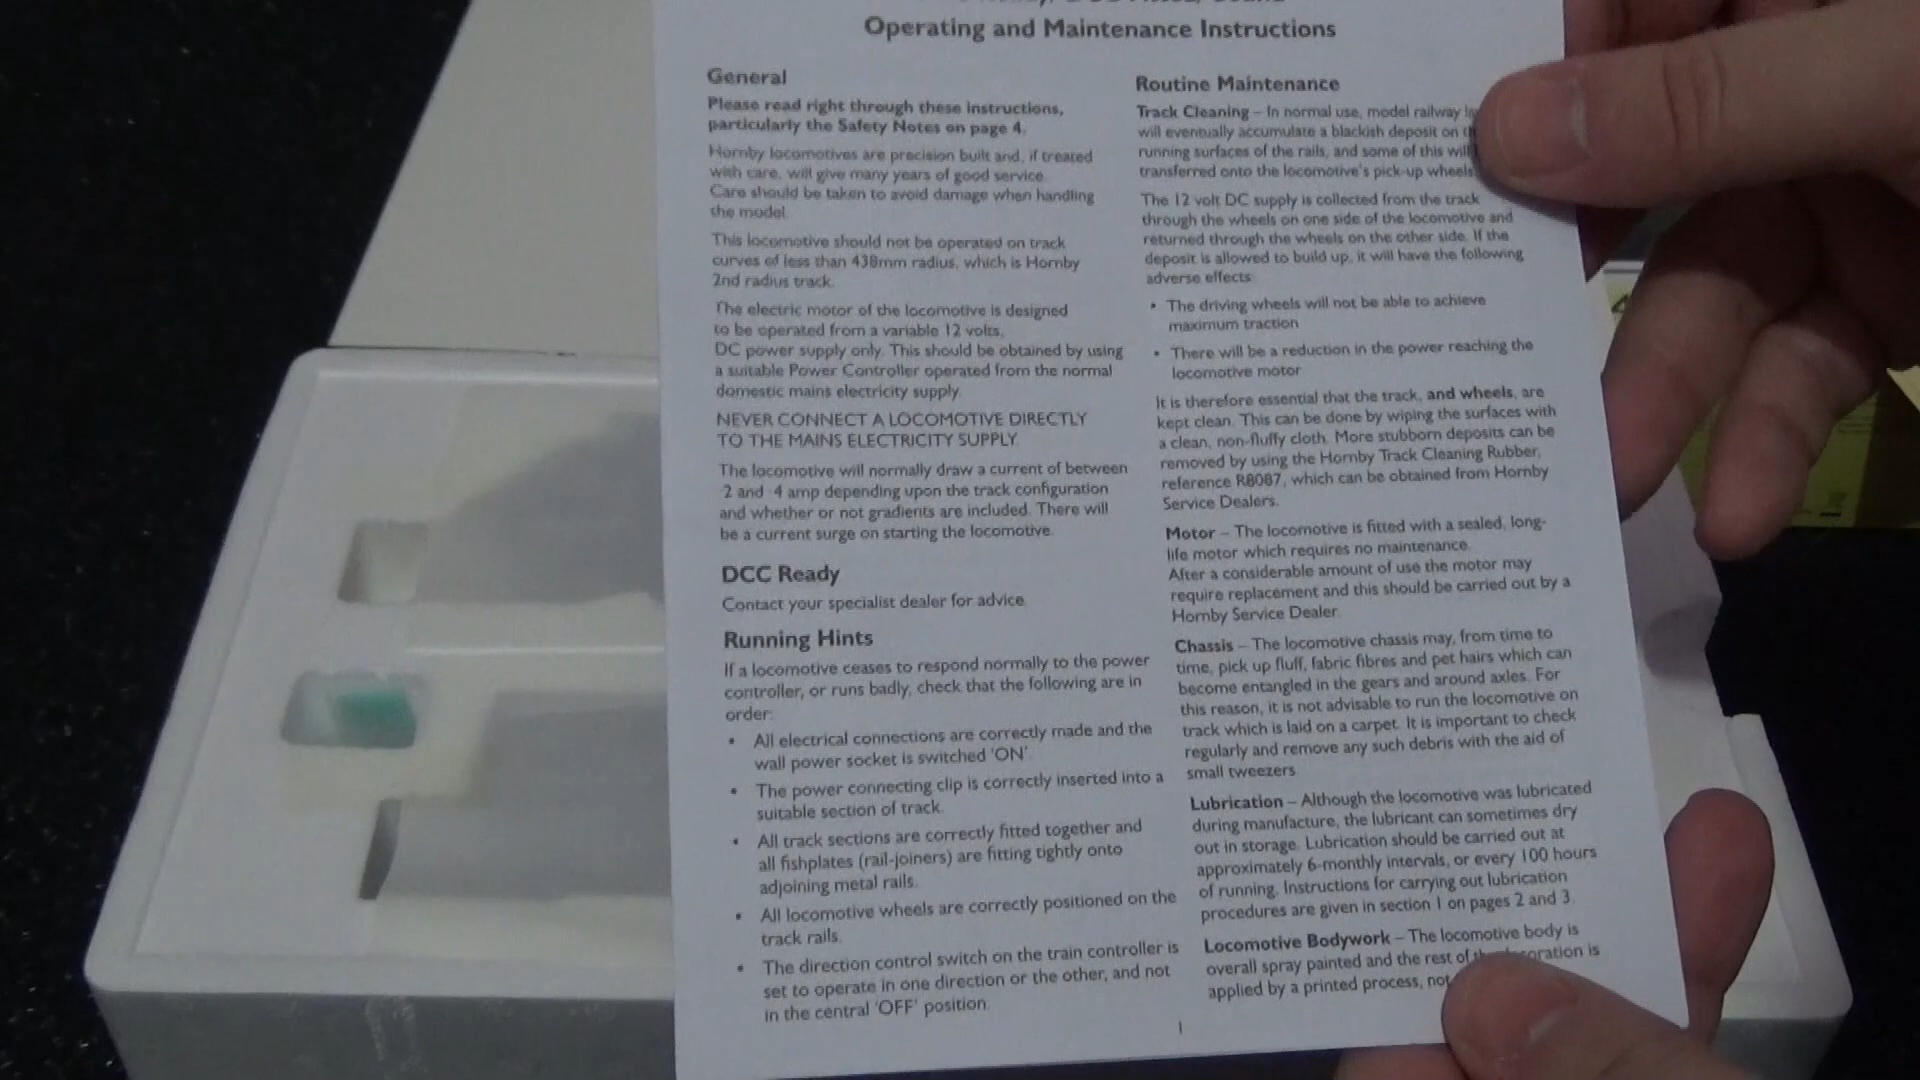 Operating and Maintenance Instructions
General
Please read right through these instructions,
particularly the Safety Notes on page 4.
Hornby locomotives are precision built and, if treated
with care, will give many years of good service.
Care should be taken to avoid damage when handling
the model.
This locomotive should not be operated on track
curves of less than 438mm radius, which is Hornby
2nd radius track.
The electric motor of the locomotive is designed
to be operated from a variable 12 volts,
DC power supply only. This should be obtained by using
a suitable Power Controller operated from the normal
domestic mains electricity supply.
NEVER CONNECT A LOCOMOTIVE DIRECTLY
TO THE MAINS ELECTRICITY SUPPLY.
The locomotive will normally draw a current of between
·2 and ·4 amp depending upon the track configuration
and whether or not gradients are included. There will
be a current surge on starting the locomotive.
DCC Ready
Contact your specialist dealer for advice.
Running Hints
If a locomotive ceases to respond normally to the power
controller, or runs badly, check that the following are in
order:
• All electrical connections are correctly made and the
wall power socket is switched 'ON'.
• The power connecting clip is correctly inserted into a
suitable section of track.
• All track sections are correctly fitted together and
all fishplates (rail-joiners) are fitting tightly onto
adjoining metal rails.
• All locomotive wheels are correctly positioned on the
track rails.
• The direction control switch on the train controller is
set to operate in one direction or the other, and not
in the central 'OFF' position.
Routine Maintenance
Track Cleaning – In normal use, model railway
will eventually accumulate a blackish deposit on
running surfaces of the rails, and some of this will
transferred onto the locomotive's pick-up wheels.
The 12 volt DC supply is collected from the track
through the wheels on one side of the locomotive and
returned through the wheels on the other side. If the
deposit is allowed to build up, it will have the following
adverse effects:
• The driving wheels will not be able to achieve
maximum traction
• There will be a reduction in the power reaching the
locomotive motor
It is therefore essential that the track, and wheels, are
kept clean. This can be done by wiping the surfaces with
a clean, non-fluffy cloth. More stubborn deposits can be
removed by using the Hornby Track Cleaning Rubber,
reference R8087, which can be obtained from Hornby
Service Dealers.
Motor – The locomotive is fitted with a sealed, long-
life motor which requires no maintenance.
After a considerable amount of use the motor may
require replacement and this should be carried out by a
Hornby Service Dealer.
Chassis – The locomotive chassis may, from time to
time, pick up fluff, fabric fibres and pet hairs which can
become entangled in the gears and around axles. For
this reason, it is not advisable to run the locomotive on
track which is laid on a carpet. It is important to check
regularly and remove any such debris with the aid of
small tweezers.
Lubrication – Although the locomotive was lubricated
during manufacture, the lubricant can sometimes dry
out in storage. Lubrication should be carried out at
approximately 6-monthly intervals, or every 100 hours
of running. Instructions for carrying out lubrication
procedures are given in section 1 on pages 2 and 3.
Locomotive Bodywork – The locomotive body is
overall spray painted and the rest of is
applied by a printed process, not
1